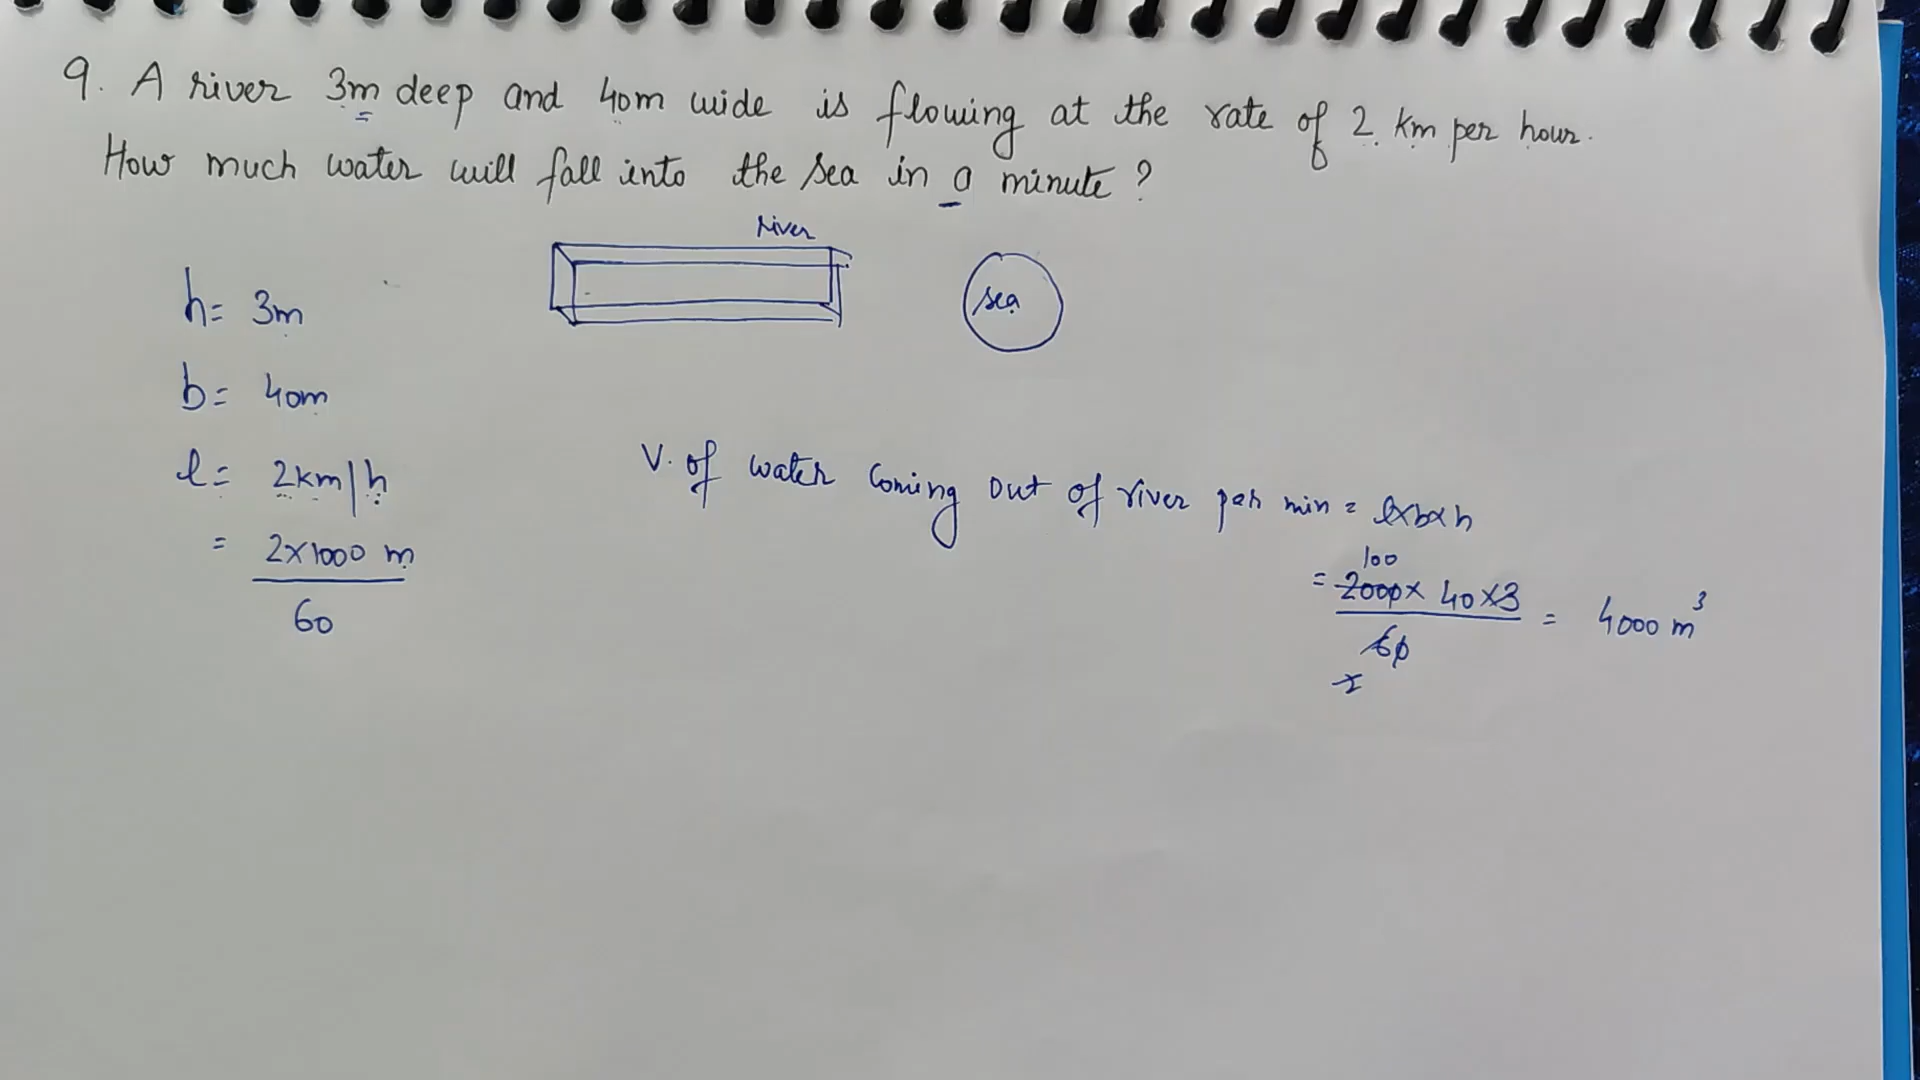 9. A river 3m deep and 40m wide is flowing at the rate of 2 km per hour.
How much water will fall into the sea in a minute ?
river
sea
h= 3m
b= 40m
l= 2km/h
= 2×1000 m
60
V. of water coming out of river per min = l×b×h
100
= 2000× 40×3 = 4000 m³
60